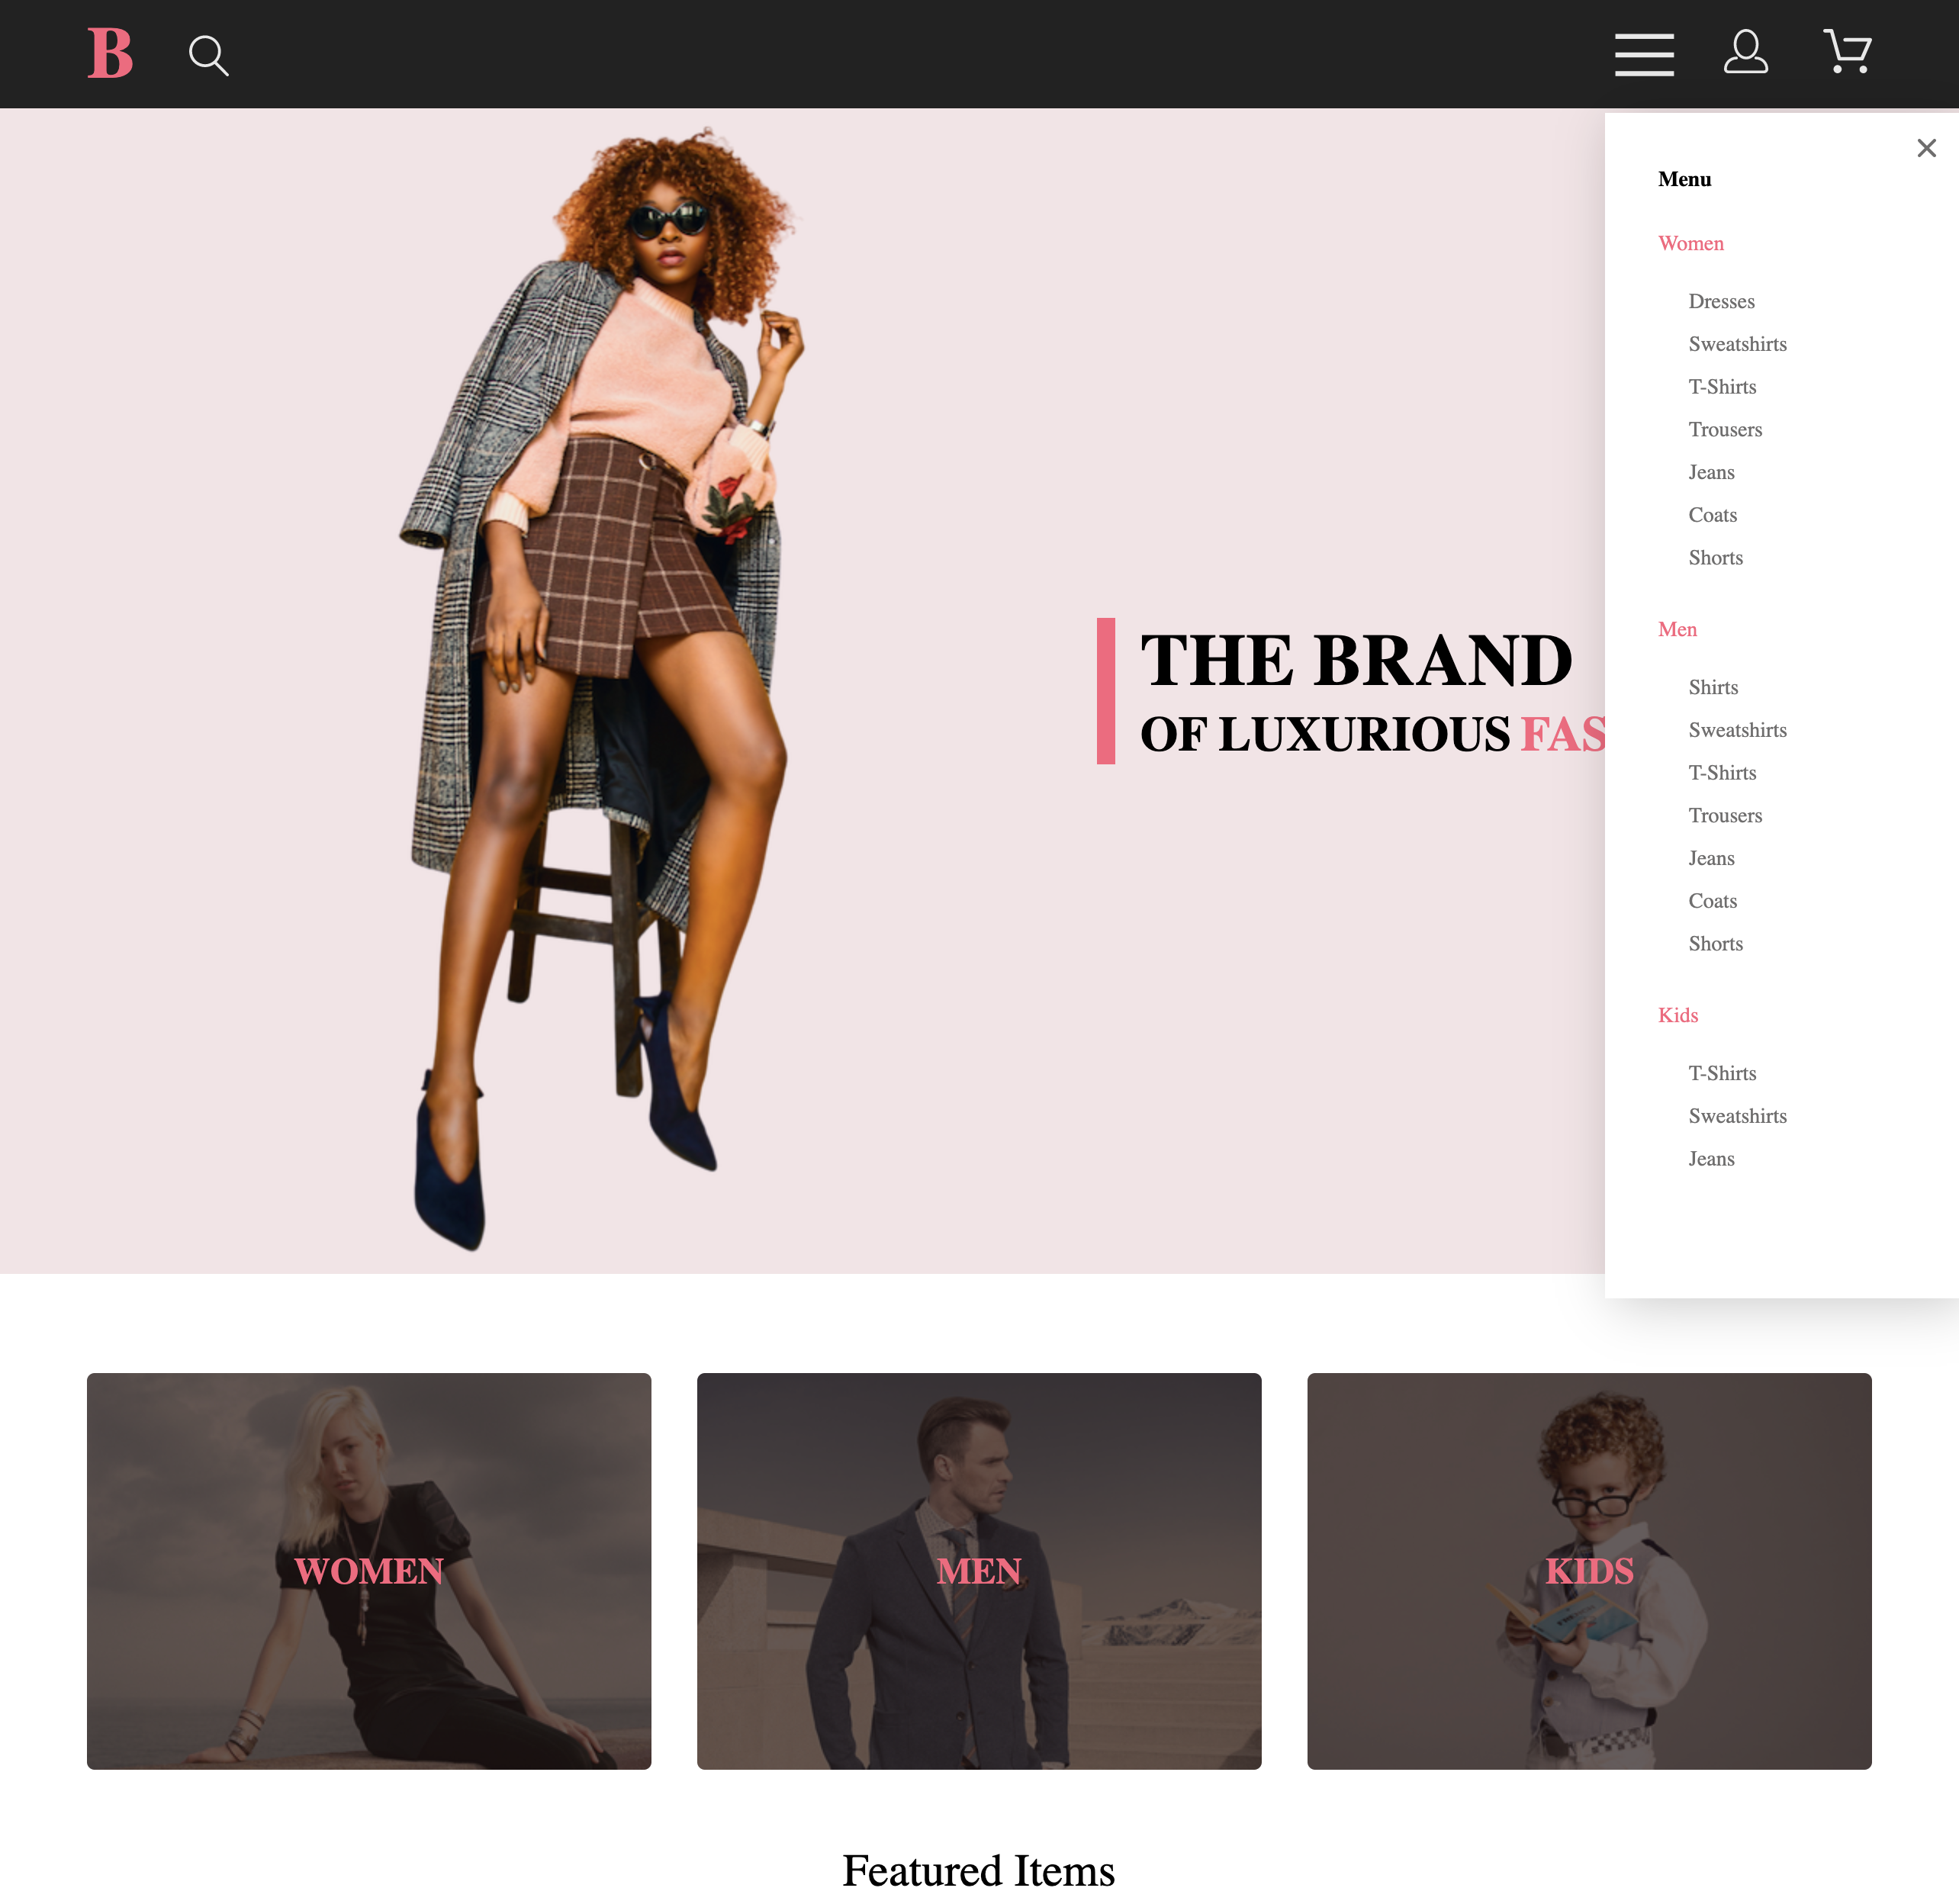 B
THE BRAND
OF LUXURIOUS FAS
Menu
Women
Dresses
Sweatshirts
T-Shirts
Trousers
Jeans
Coats
Shorts
Men
Shirts
Sweatshirts
T-Shirts
Trousers
Jeans
Coats
Shorts
Kids
T-Shirts
Sweatshirts
Jeans
WOMEN
MEN
KIDS
Featured Items